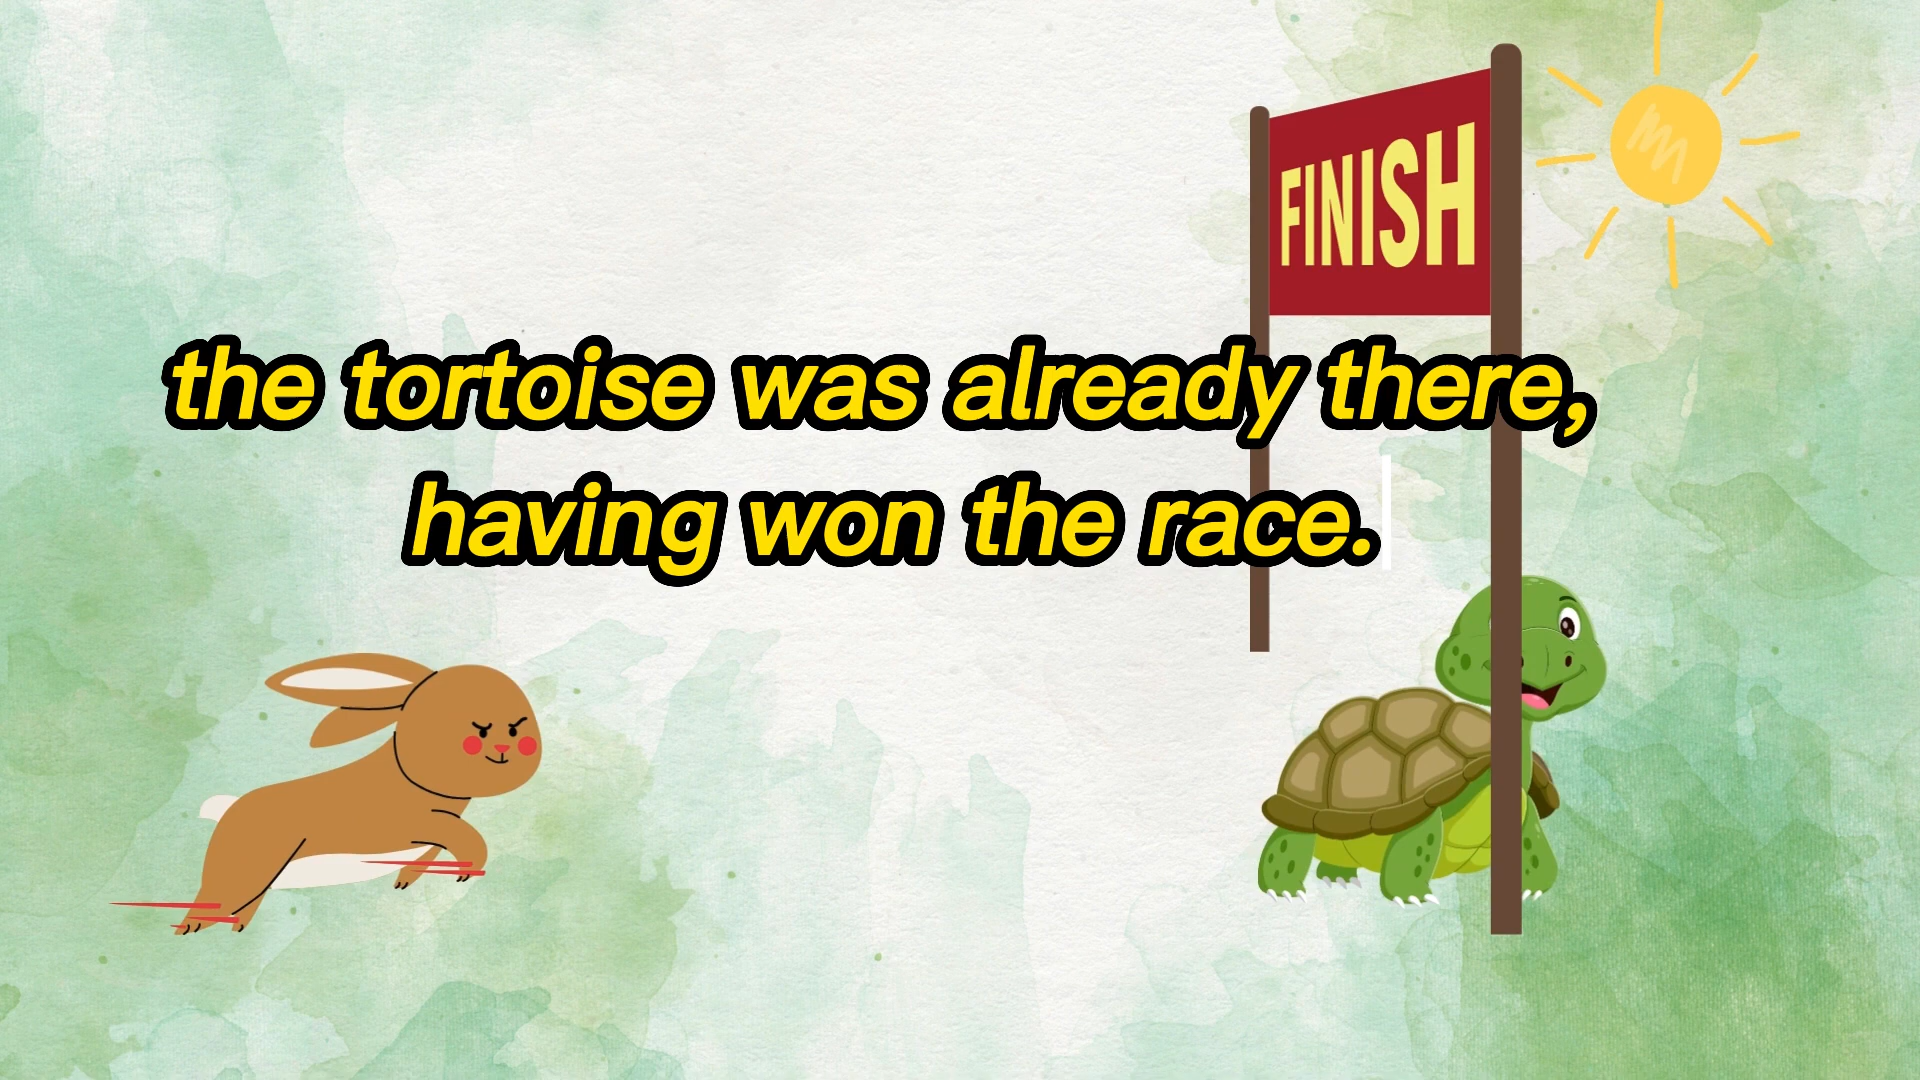 FINISH
the tortoise was already there,
having won the race.